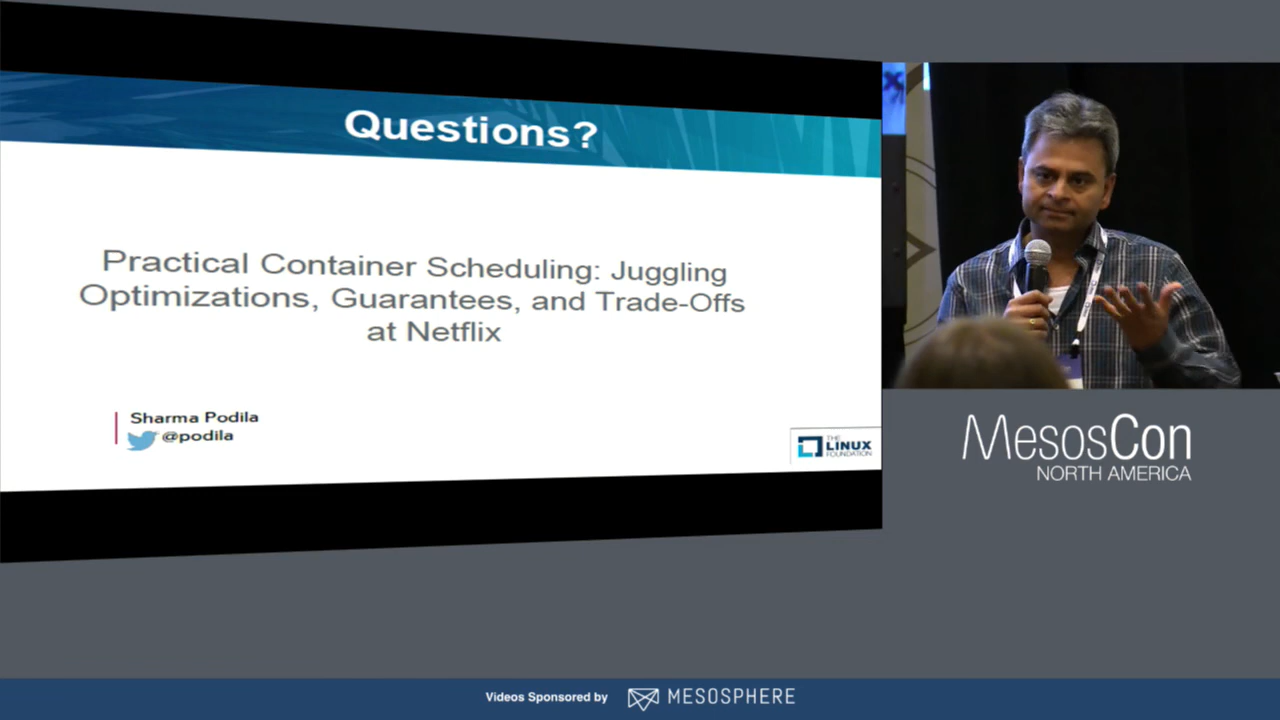 Questions?
Practical Container Scheduling: Juggling
Optimizations, Guarantees, and Trade-Offs
at Netflix
Sharma Podila
@podila
THE
LINUX
FOUNDATION
MesosCon
NORTH AMERICA
Videos Sponsored by MESOSPHERE